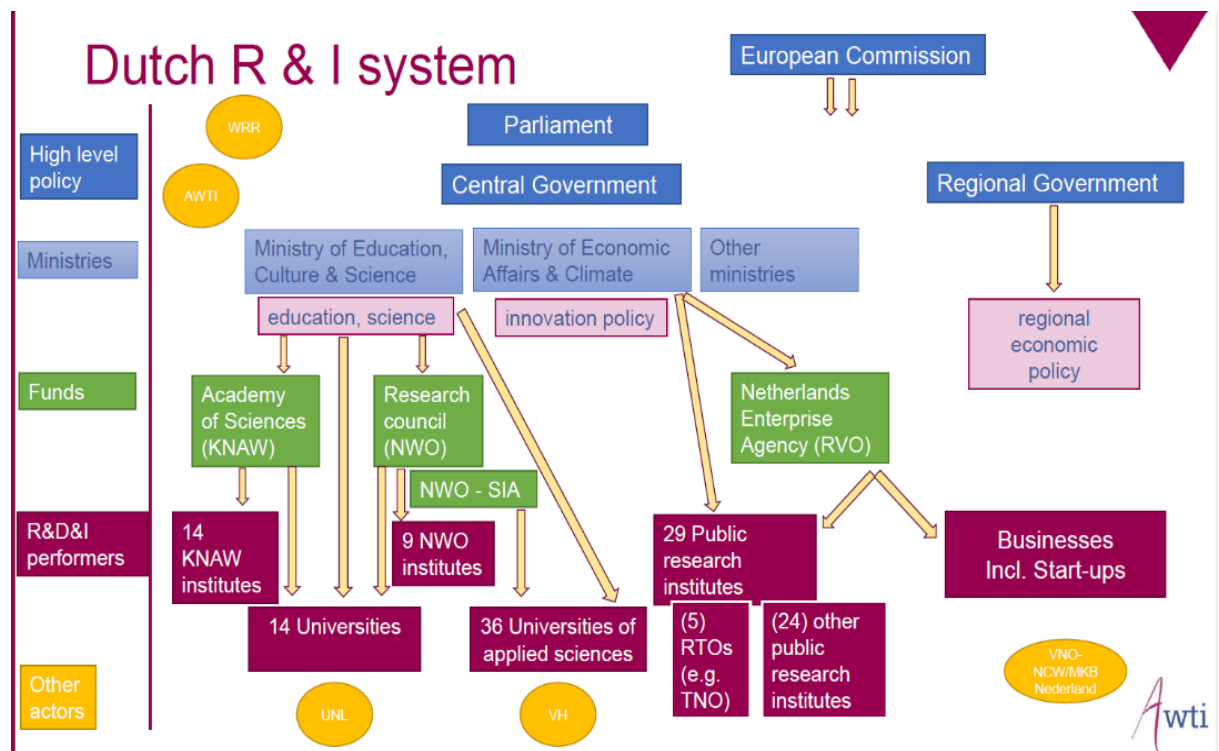 Dutch R & I system
European Commission
WRR
Parliament
High level
policy
AWTI
Central Government
Regional Government
Ministries
Ministry of Education,
Culture & Science
Ministry of Economic
Affairs & Climate
Other
ministries
education, science
innovation policy
regional
economic
policy
Funds
Academy
of Sciences
(KNAW)
Research
council
(NWO)
Netherlands
Enterprise
Agency (RVO)
NWO - SIA
R&D&I
performers
14
KNAW
institutes
9 NWO
institutes
29 Public
research
institutes
Businesses
Incl. Start-ups
14 Universities
36 Universities of
applied sciences
(5)
RTOs
(e.g.
TNO)
(24) other
public
research
institutes
Other
actors
UNL
VH
VNO-
NCW/MKB
Nederland
Awti